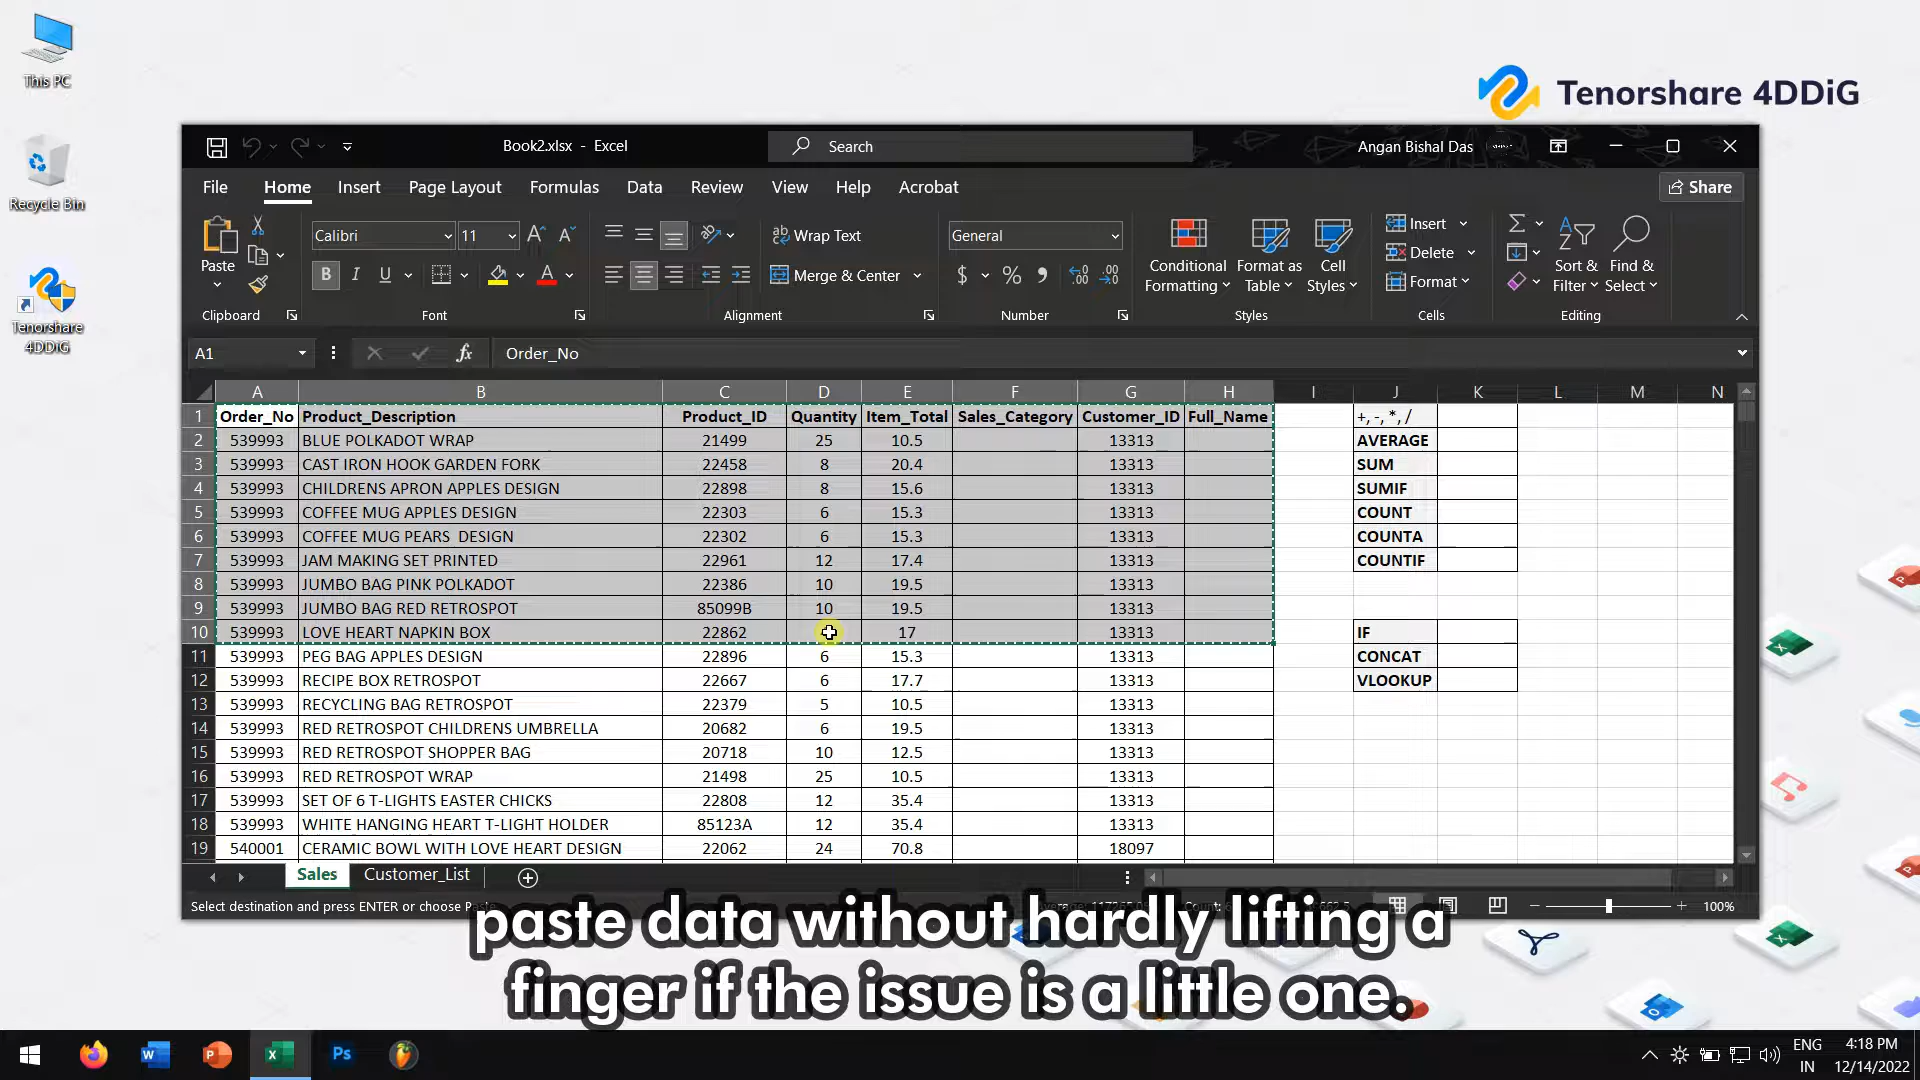 This PC
Recycle Bin
Tenorshare
4DDiG
Tenorshare 4DDiG
Book2.xlsx - Excel
Search
Angan Bishal Das
File Home Insert Page Layout Formulas Data Review View Help Acrobat
Share
Paste
Clipboard
Calibri
11
B I U
Font
Wrap Text
Merge & Center
Alignment
General
$ % ,
Number
Conditional Formatting
Format as Table
Cell Styles
Styles
Insert
Delete
Format
Cells
Sort & Filter
Find & Select
Editing
A1
fx
Order_No
A B C D E F G H I J K L M N
1 Order_No Product_Description Product_ID Quantity Item_Total Sales_Category Customer_ID Full_Name +, -, *, /
2 539993 BLUE POLKADOT WRAP 21499 25 10.5 13313 AVERAGE
3 539993 CAST IRON HOOK GARDEN FORK 22458 8 20.4 13313 SUM
4 539993 CHILDRENS APRON APPLES DESIGN 22898 8 15.6 13313 SUMIF
5 539993 COFFEE MUG APPLES DESIGN 22303 6 15.3 13313 COUNT
6 539993 COFFEE MUG PEARS  DESIGN 22302 6 15.3 13313 COUNTA
7 539993 JAM MAKING SET PRINTED 22961 12 17.4 13313 COUNTIF
8 539993 JUMBO BAG PINK POLKADOT 22386 10 19.5 13313
9 539993 JUMBO BAG RED RETROSPOT 85099B 10 19.5 13313
10 539993 LOVE HEART NAPKIN BOX 22862 17 13313 IF
11 539993 PEG BAG APPLES DESIGN 22896 6 15.3 13313 CONCAT
12 539993 RECIPE BOX RETROSPOT 22667 6 17.7 13313 VLOOKUP
13 539993 RECYCLING BAG RETROSPOT 22379 5 10.5 13313
14 539993 RED RETROSPOT CHILDRENS UMBRELLA 20682 6 19.5 13313
15 539993 RED RETROSPOT SHOPPER BAG 20718 10 12.5 13313
16 539993 RED RETROSPOT WRAP 21498 25 10.5 13313
17 539993 SET OF 6 T-LIGHTS EASTER CHICKS 22808 12 35.4 13313
18 539993 WHITE HANGING HEART T-LIGHT HOLDER 85123A 12 35.4 13313
19 540001 CERAMIC BOWL WITH LOVE HEART DESIGN 22062 24 70.8 18097
Sales Customer_List
Select destination and press ENTER or choose
100%
paste data without hardly lifting a
finger if the issue is a little one.
Ps
ENG
IN
4:18 PM
12/14/2022